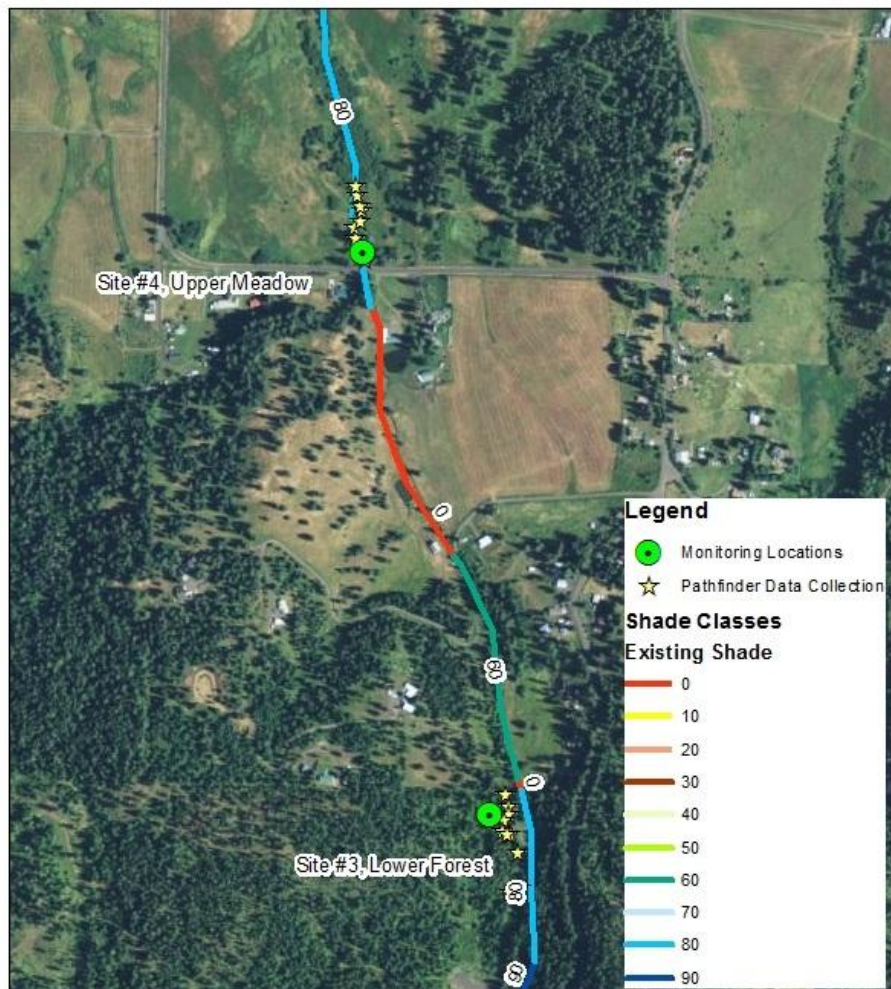 80
Site #4, Upper Meadow
0
60
0
Site #3, Lower Forest
80
90
Legend
Monitoring Locations
Pathfinder Data Collection
Shade Classes
Existing Shade
0
10
20
30
40
50
60
70
80
90